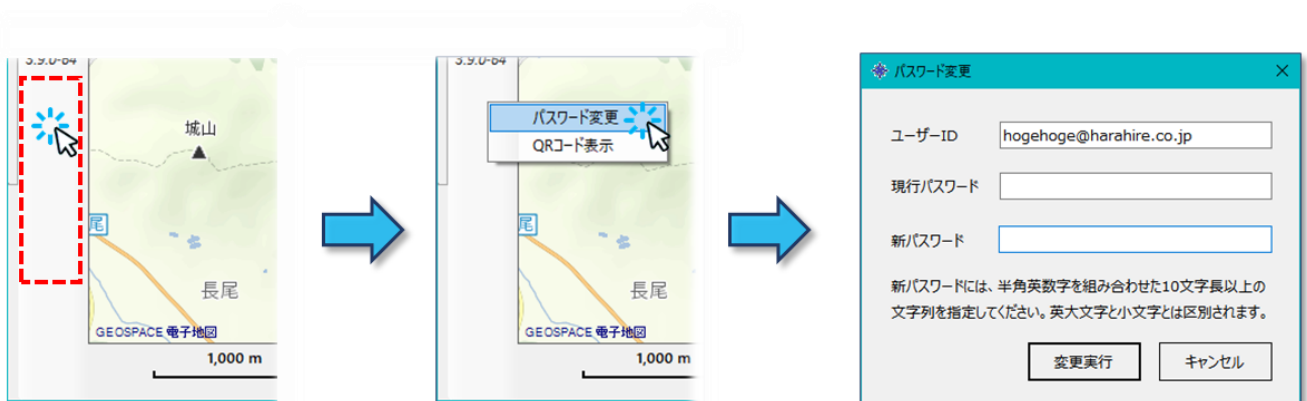 3.9.0-64
城山
尾
長尾
GEOSPACE 電子地図
1,000 m
3.9.0-64
パスワード変更
QRコード表示
尾
長尾
GEOSPACE 電子地図
1,000 m
パスワード変更
ユーザーID hogehoge@harahire.co.jp
現行パスワード
新パスワード
新パスワードには、半角英数字を組み合わせた10文字長以上の
文字列を指定してください。英大文字と小文字とは区別されます。
変更実行 キャンセル